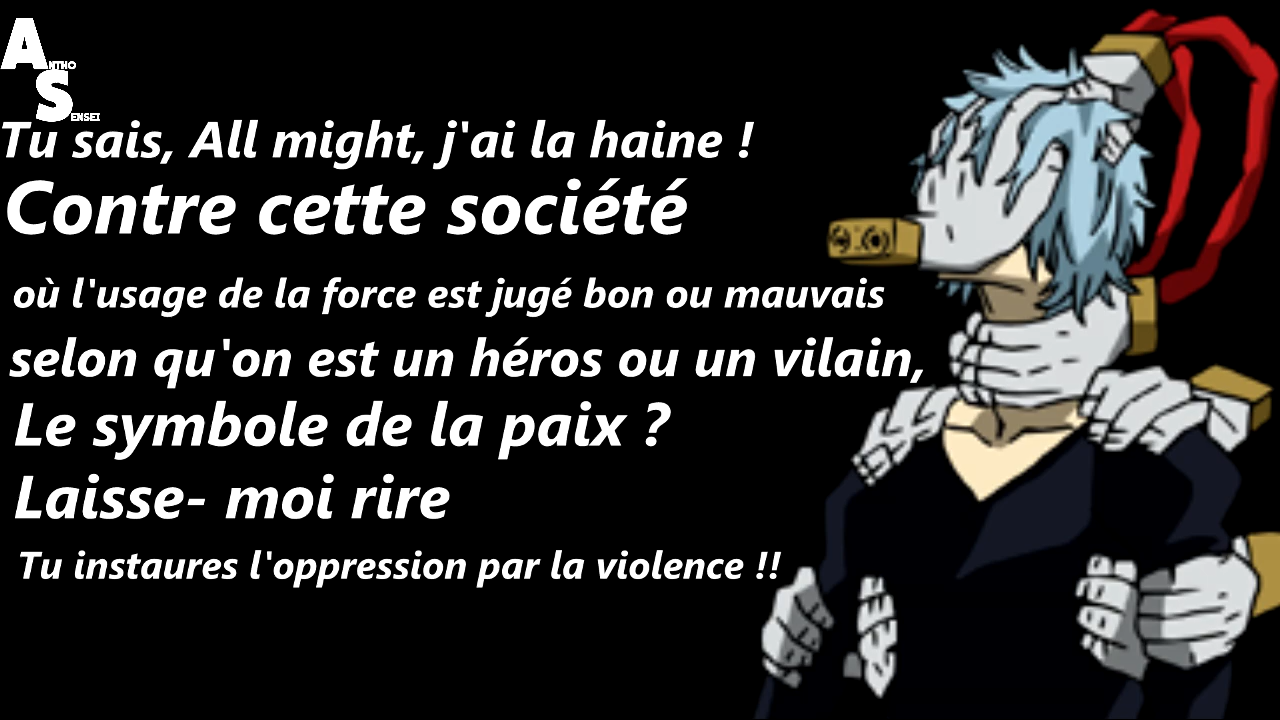 ANTHO
SENSEI
Tu sais, All might, j'ai la haine !
Contre cette société
où l'usage de la force est jugé bon ou mauvais
selon qu'on est un héros ou un vilain,
Le symbole de la paix ?
Laisse- moi rire
Tu instaures l'oppression par la violence !!